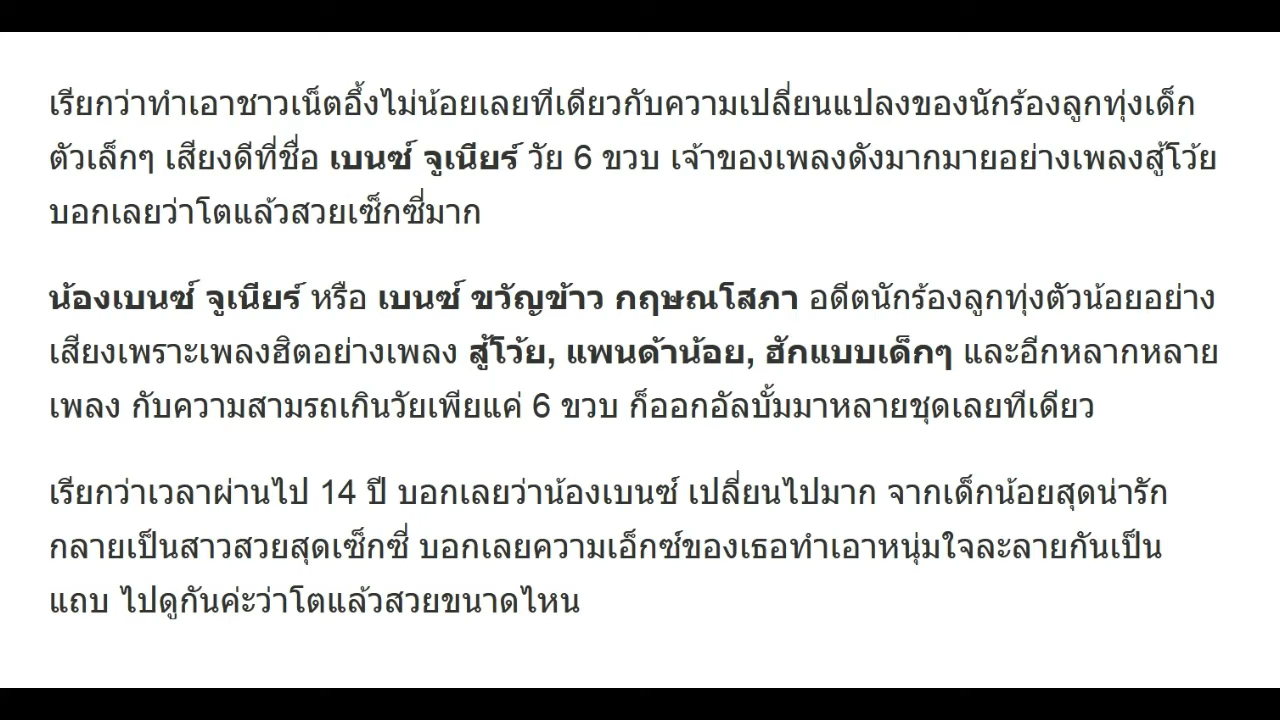 เรียกว่าทำเอาชาวเน็ตอึ้งไม่น้อยเลยทีเดียวกับความเปลี่ยนแปลงของนักร้องลูกทุ่งเด็ก
ตัวเล็กๆ เสียงดีที่ชื่อ เบนซ์ จูเนียร์ วัย 6 ขวบ เจ้าของเพลงดังมากมายอย่างเพลงสู้โว้ย
บอกเลยว่าโตแล้วสวยเซ็กซี่มาก
น้องเบนซ์ จูเนียร์ หรือ เบนซ์ ขวัญข้าว กฤษณโสภา อดีตนักร้องลูกทุ่งตัวน้อยอย่าง
เสียงเพราะเพลงฮิตอย่างเพลง สู้โว้ย, แพนด้าน้อย, ฮักแบบเด็กๆ และอีกหลากหลาย
เพลง กับความสามรถเกินวัยเพียแค่ 6 ขวบ ก็ออกอัลบั้มมาหลายชุดเลยทีเดียว
เรียกว่าเวลาผ่านไป 14 ปี บอกเลยว่าน้องเบนซ์ เปลี่ยนไปมาก จากเด็กน้อยสุดน่ารัก
กลายเป็นสาวสวยสุดเซ็กซี่ บอกเลยความเอ็กซ์ของเธอทำเอาหนุ่มใจละลายกันเป็น
แถบ ไปดูกันค่ะว่าโตแล้วสวยขนาดไหน